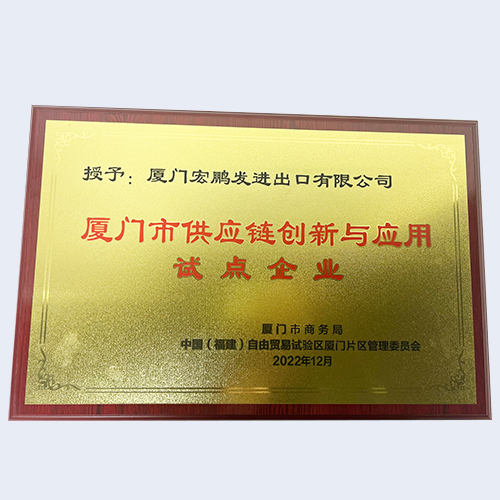 授予：厦门宏鹏发进出口有限公司
厦门市供应链创新与应用
试点企业
厦门市商务局
中国（福建）自由贸易试验区厦门片区管理委员会
2022年12月